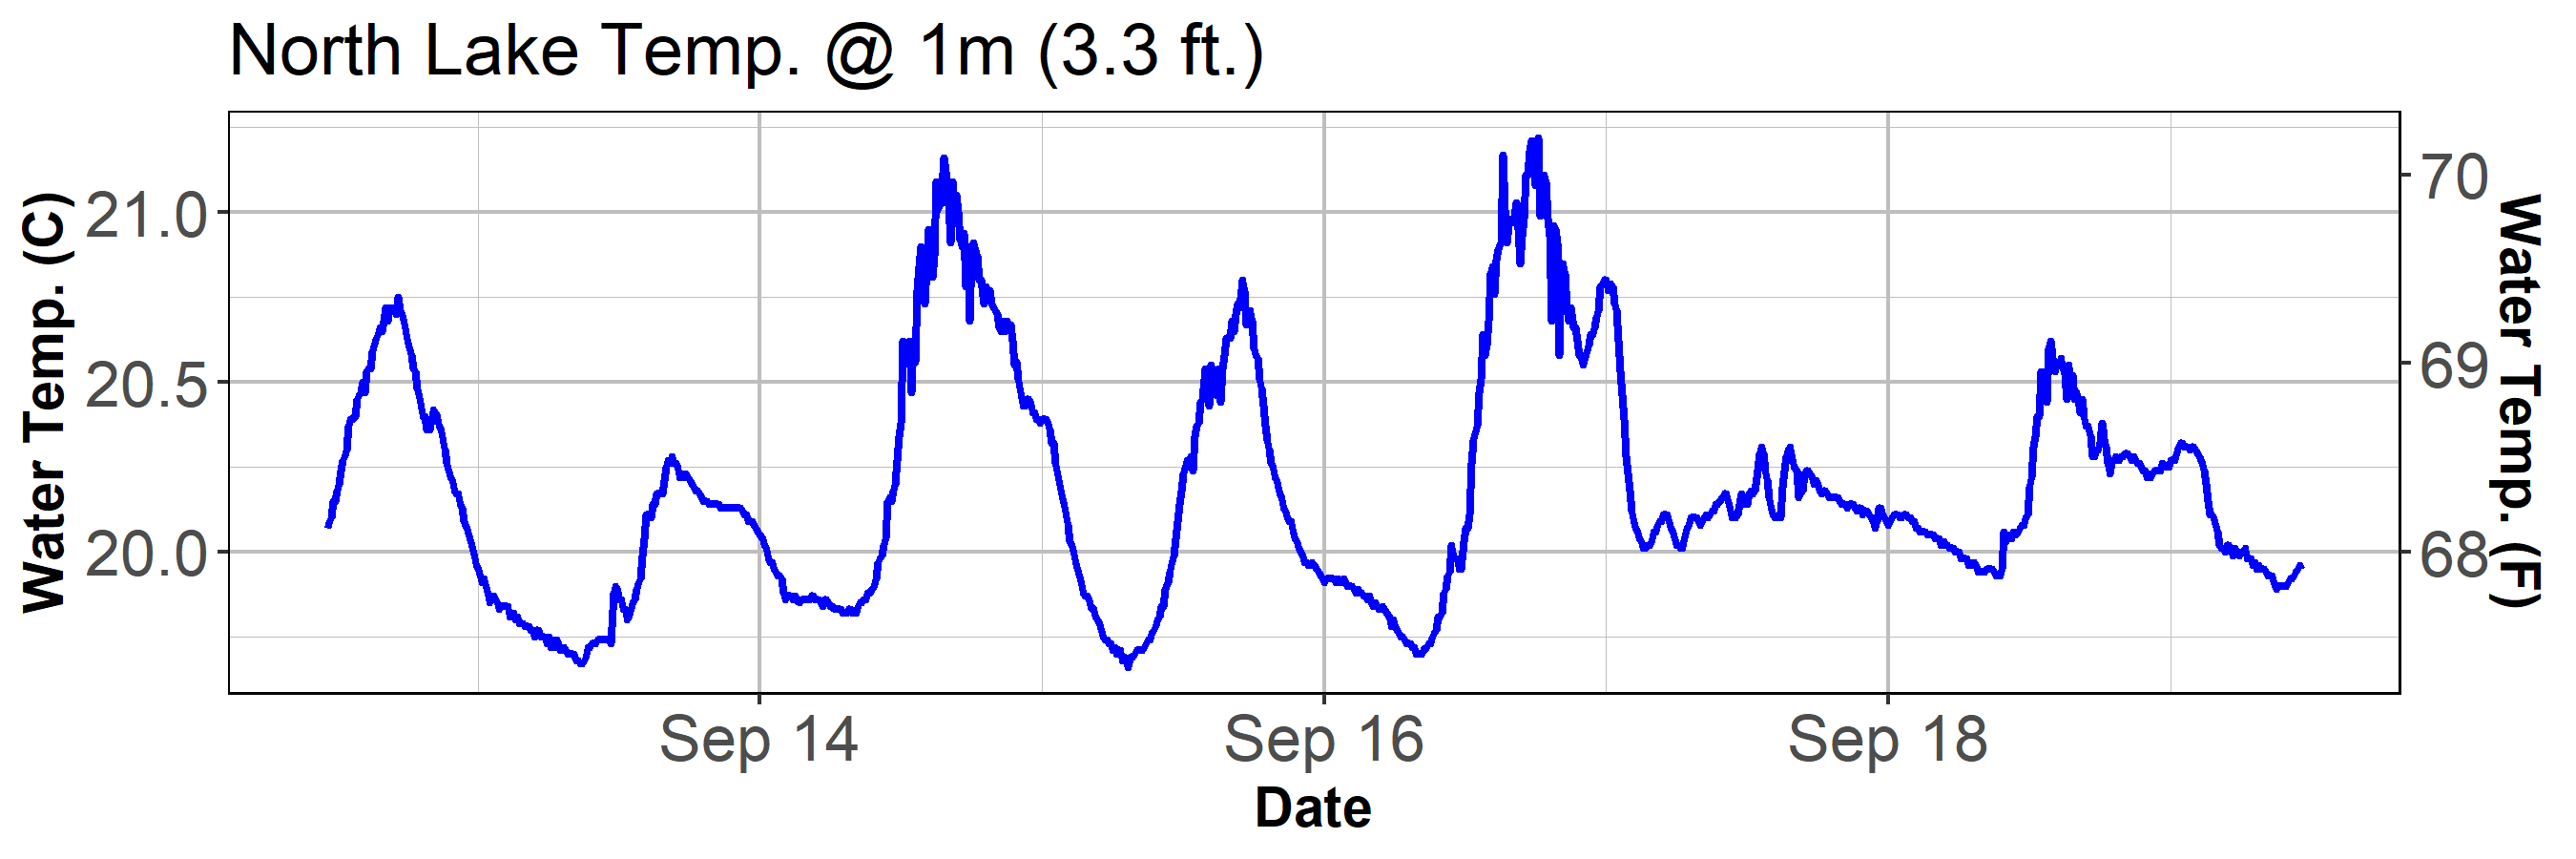 North Lake Temp. @ 1m (3.3 ft.)
Water Temp. (C)
21.0
20.5
20.0
70
69
68
Water Temp. (F)
Sep 14
Sep 16
Sep 18
Date